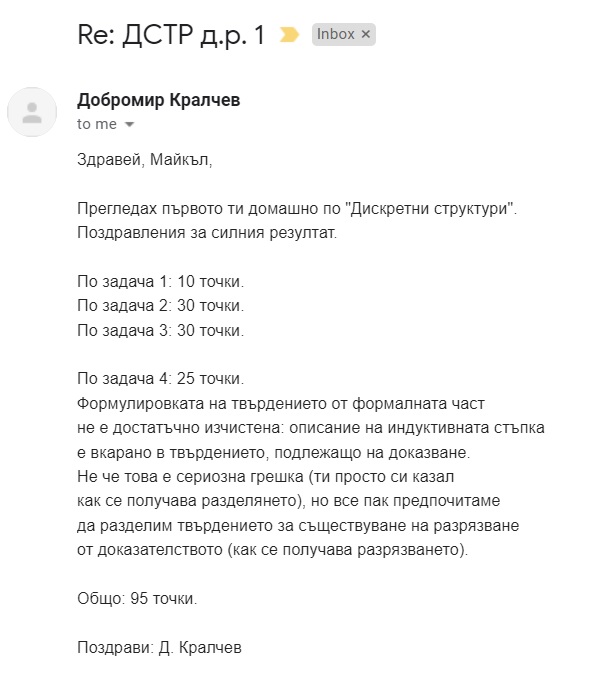 Re: ДСТР д.р. 1
Inbox ×
Добромир Кралчев
to me
Здравей, Майкъл,
Прегледах първото ти домашно по "Дискретни структури".
Поздравления за силния резултат.
По задача 1: 10 точки.
По задача 2: 30 точки.
По задача 3: 30 точки.
По задача 4: 25 точки.
Формулировката на твърдението от формалната част
не е достатъчно изчистена: описание на индуктивната стъпка
е вкарано в твърдението, подлежащо на доказване.
Не че това е сериозна грешка (ти просто си казал
как се получава разделянето), но все пак предпочитаме
да разделим твърдението за съществуване на разрязване
от доказателството (как се получава разрязването).
Общо: 95 точки.
Поздрави: Д. Кралчев